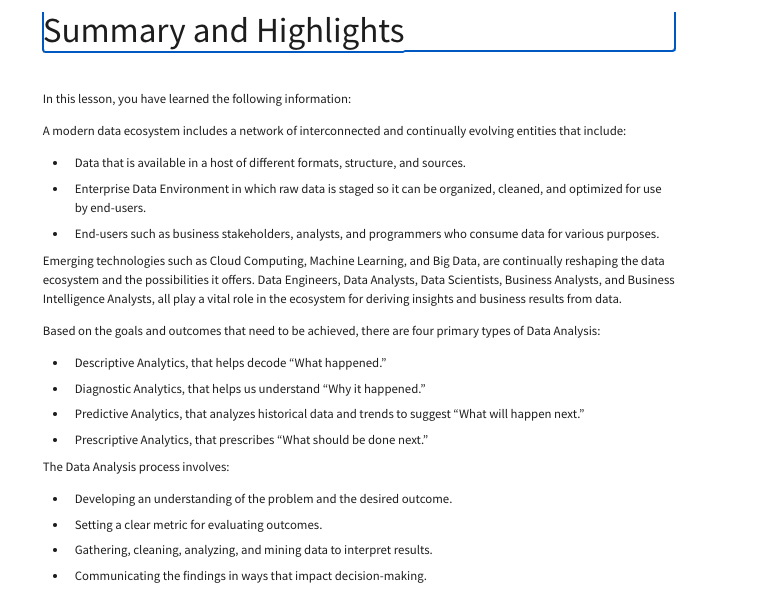 Summary and Highlights
In this lesson, you have learned the following information:
A modern data ecosystem includes a network of interconnected and continually evolving entities that include:
• Data that is available in a host of different formats, structure, and sources.
• Enterprise Data Environment in which raw data is staged so it can be organized, cleaned, and optimized for use
by end-users.
• End-users such as business stakeholders, analysts, and programmers who consume data for various purposes.
Emerging technologies such as Cloud Computing, Machine Learning, and Big Data, are continually reshaping the data
ecosystem and the possibilities it offers. Data Engineers, Data Analysts, Data Scientists, Business Analysts, and Business
Intelligence Analysts, all play a vital role in the ecosystem for deriving insights and business results from data.
Based on the goals and outcomes that need to be achieved, there are four primary types of Data Analysis:
• Descriptive Analytics, that helps decode “What happened.”
• Diagnostic Analytics, that helps us understand “Why it happened.”
• Predictive Analytics, that analyzes historical data and trends to suggest “What will happen next.”
• Prescriptive Analytics, that prescribes “What should be done next.”
The Data Analysis process involves:
• Developing an understanding of the problem and the desired outcome.
• Setting a clear metric for evaluating outcomes.
• Gathering, cleaning, analyzing, and mining data to interpret results.
• Communicating the findings in ways that impact decision-making.